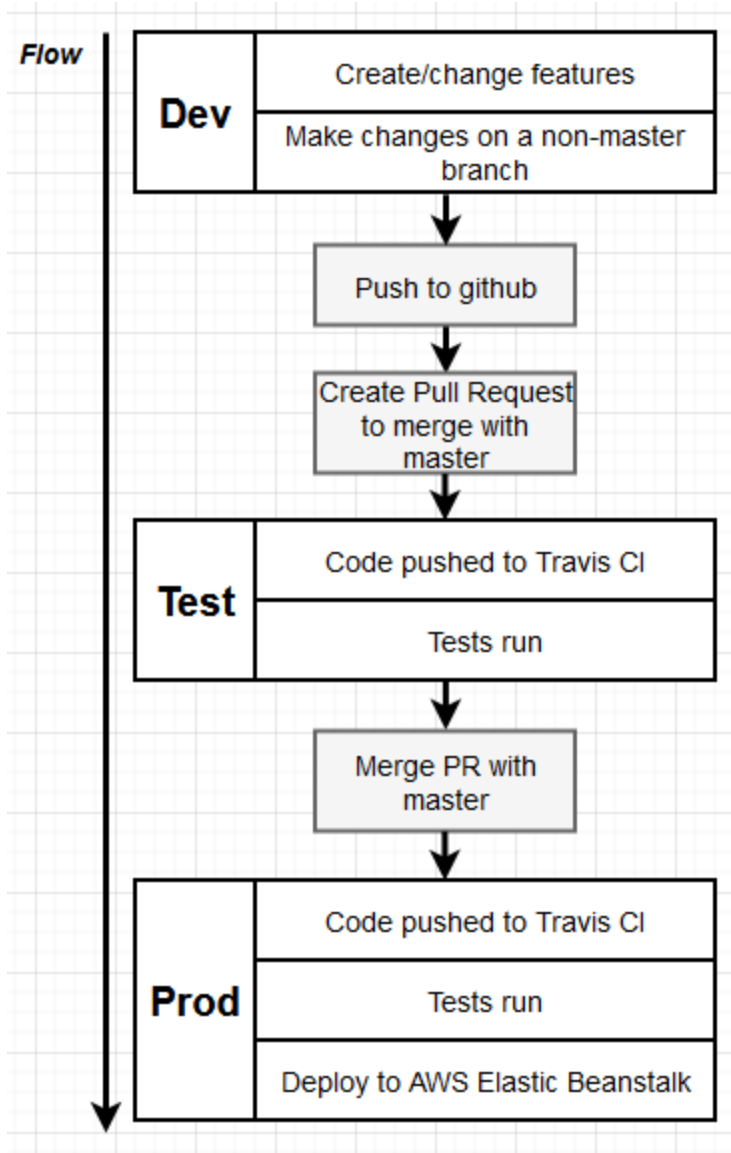 Flow
Dev
Create/change features
Make changes on a non-master
branch
Push to github
Create Pull Request
to merge with
master
Test
Code pushed to Travis CI
Tests run
Merge PR with
master
Prod
Code pushed to Travis CI
Tests run
Deploy to AWS Elastic Beanstalk